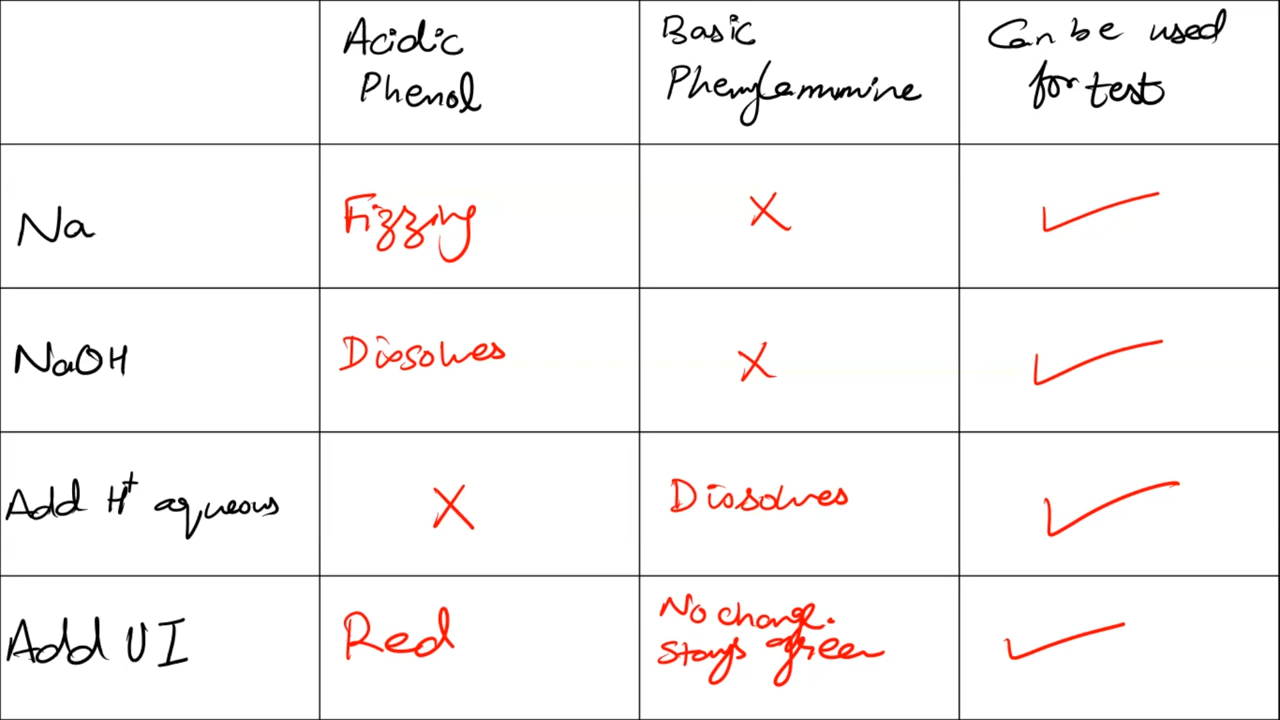 Acidic
Phenol
Basic
Phenylammine
Can be used
for test
Na
Fizzing
X
NaOH
Dissolves
X
Add H+ aqueous
X
Dissolves
Add UI
Red
No change.
Stays green